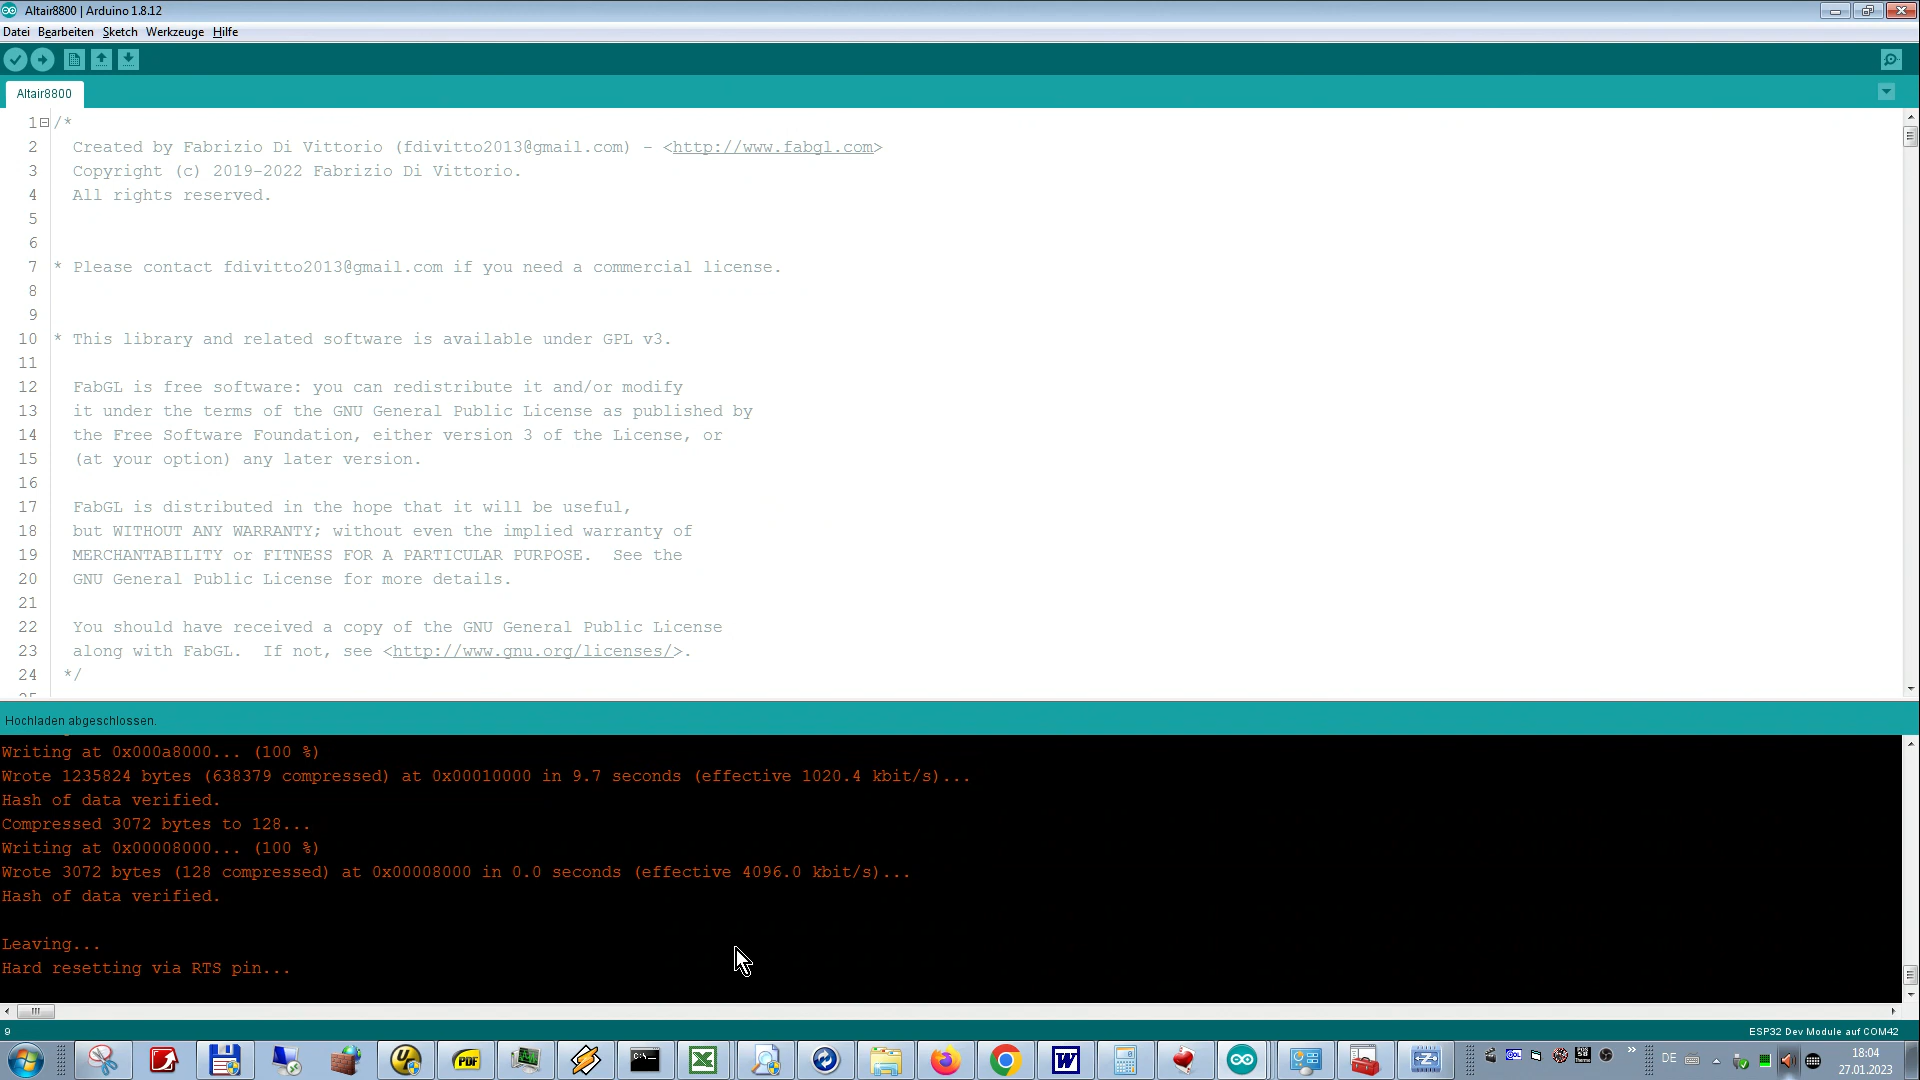 Altair8800 | Arduino 1.8.12
Datei Bearbeiten Sketch Werkzeuge Hilfe
Altair8800
1 /*
2 Created by Fabrizio Di Vittorio (fdivitto2013@gmail.com) - <http://www.fabgl.com>
3 Copyright (c) 2019-2022 Fabrizio Di Vittorio.
4 All rights reserved.
5
6
7 * Please contact fdivitto2013@gmail.com if you need a commercial license.
8
9
10 * This library and related software is available under GPL v3.
11
12 FabGL is free software: you can redistribute it and/or modify
13 it under the terms of the GNU General Public License as published by
14 the Free Software Foundation, either version 3 of the License, or
15 (at your option) any later version.
16
17 FabGL is distributed in the hope that it will be useful,
18 but WITHOUT ANY WARRANTY; without even the implied warranty of
19 MERCHANTABILITY or FITNESS FOR A PARTICULAR PURPOSE.  See the
20 GNU General Public License for more details.
21
22 You should have received a copy of the GNU General Public License
23 along with FabGL.  If not, see <http://www.gnu.org/licenses/>.
24 */
Hochladen abgeschlossen.
Writing at 0x000a8000... (100 %)
Wrote 1235824 bytes (638379 compressed) at 0x00010000 in 9.7 seconds (effective 1020.4 kbit/s)...
Hash of data verified.
Compressed 3072 bytes to 128...
Writing at 0x00008000... (100 %)
Wrote 3072 bytes (128 compressed) at 0x00008000 in 0.0 seconds (effective 4096.0 kbit/s)...
Hash of data verified.
Leaving...
Hard resetting via RTS pin...
9
ESP32 Dev Module auf COM42
PDF
C:\
W
DE
18:04
27.01.2023